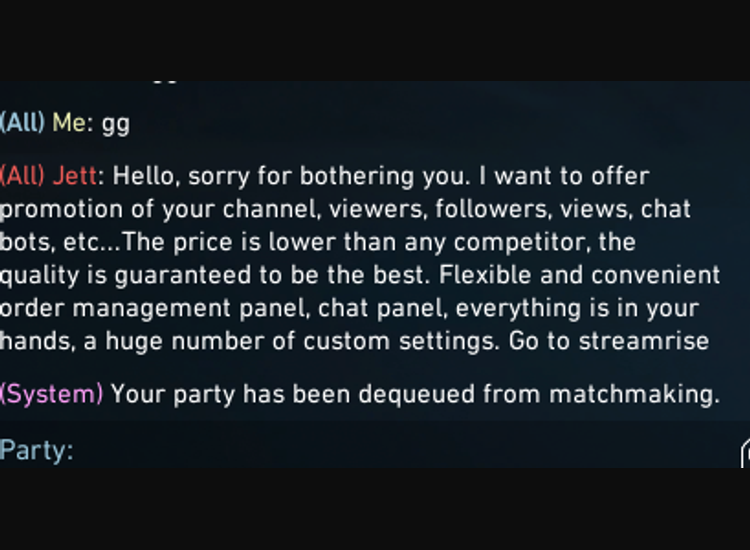 (All) Me: gg
(All) Jett: Hello, sorry for bothering you. I want to offer
promotion of your channel, viewers, followers, views, chat
bots, etc...The price is lower than any competitor, the
quality is guaranteed to be the best. Flexible and convenient
order management panel, chat panel, everything is in your
hands, a huge number of custom settings. Go to streamrise
(System) Your party has been dequeued from matchmaking.
Party: